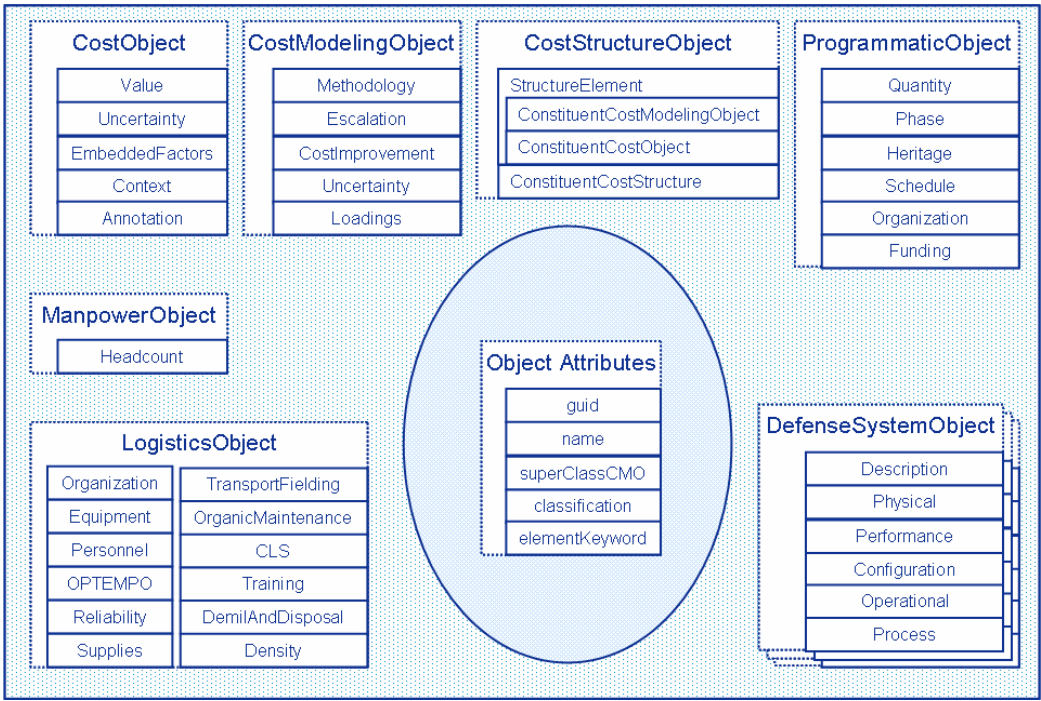 CostObject
Value
Uncertainty
EmbeddedFactors
Context
Annotation
CostModelingObject
Methodology
Escalation
CostImprovement
Uncertainty
Loadings
CostStructureObject
StructureElement
ConstituentCostModelingObject
ConstituentCostObject
ConstituentCostStructure
ProgrammaticObject
Quantity
Phase
Heritage
Schedule
Organization
Funding
ManpowerObject
Headcount
Object Attributes
guid
name
superClassCMO
classification
elementKeyword
LogisticsObject
Organization
Equipment
Personnel
OPTEMPO
Reliability
Supplies
TransportFielding
OrganicMaintenance
CLS
Training
DemilAndDisposal
Density
DefenseSystemObject
Description
Physical
Performance
Configuration
Operational
Process